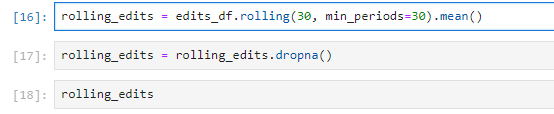 [16]: rolling_edits = edits_df.rolling(30, min_periods=30).mean()
[17]: rolling_edits = rolling_edits.dropna()
[18]: rolling_edits